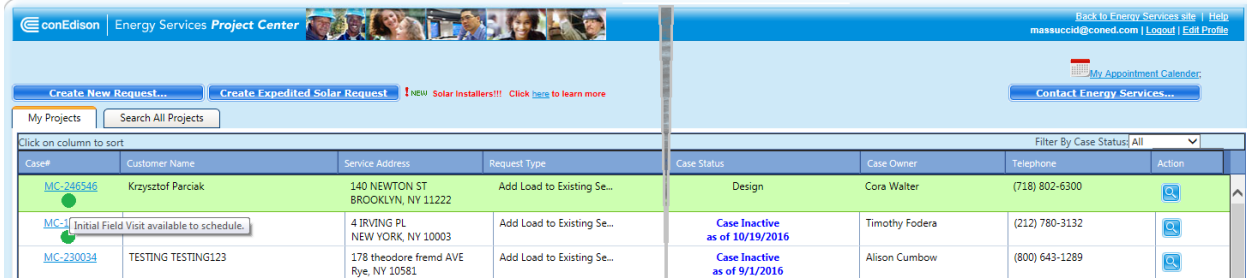 conEdison Energy Services Project Center
Back to Energy Services site | Help
massuccid@coned.com | Logout | Edit Profile
My Appointment Calender:
Create New Request... Create Expedited Solar Request ! NEW Solar Installers!!! Click here to learn more Contact Energy Services...
My Projects Search All Projects
Click on column to sort Filter By Case Status: All
Case# Customer Name Service Address Request Type Case Status Case Owner Telephone Action
MC-246546 Krzysztof Parciak 140 NEWTON ST Add Load to Existing Se... Design Cora Walter (718) 802-6300
BROOKLYN, NY 11222
MC-1 4 IRVING PL Add Load to Existing Se... Case Inactive Timothy Fodera (212) 780-3132
Initial Field Visit available to schedule. NEW YORK, NY 10003 as of 10/19/2016
MC-230034 TESTING TESTING123 178 theodore fremd AVE Add Load to Existing Se... Case Inactive Alison Cumbow (800) 643-1289
Rye, NY 10581 as of 9/1/2016